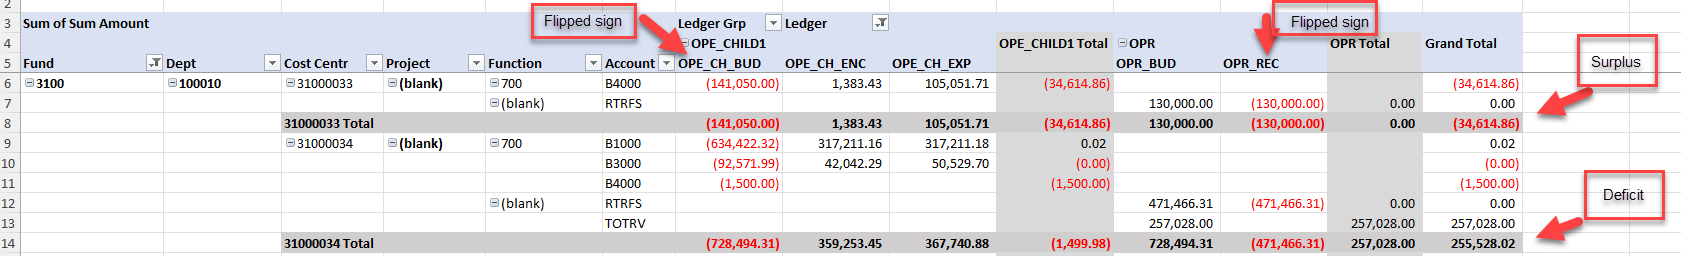 2
3 Sum of Sum Amount Flipped sign Ledger Grp Ledger Flipped sign
4 OPE_CHILD1 OPE_CHILD1 Total OPR OPR Total Grand Total
5 Fund Dept Cost Centr Project Function Account OPE_CH_BUD OPE_CH_ENC OPE_CH_EXP OPR_BUD OPR_REC Surplus
6 3100 100010 31000033 (blank) 700 B4000 (141,050.00) 1,383.43 105,051.71 (34,614.86) (34,614.86)
7 (blank) RTRFS 130,000.00 (130,000.00) 0.00 0.00
8 31000033 Total (141,050.00) 1,383.43 105,051.71 (34,614.86) 130,000.00 (130,000.00) 0.00 (34,614.86)
9 31000034 (blank) 700 B1000 (634,422.32) 317,211.16 317,211.18 0.02 0.02
10 B3000 (92,571.99) 42,042.29 50,529.70 (0.00) (0.00)
11 B4000 (1,500.00) (1,500.00) (1,500.00)
12 (blank) RTRFS 471,466.31 (471,466.31) 0.00 0.00 Deficit
13 TOTRV 257,028.00 257,028.00 257,028.00
14 31000034 Total (728,494.31) 359,253.45 367,740.88 (1,499.98) 728,494.31 (471,466.31) 257,028.00 255,528.02